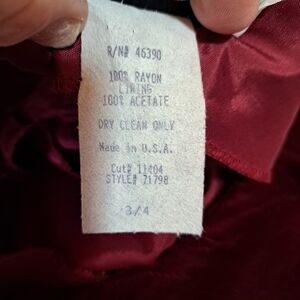 R/N# 46390
100% RAYON
LINING
100% ACETATE
DRY CLEAN ONLY
Made in U.S.A.
Cut# 11404
STYLE# 71798
3/4